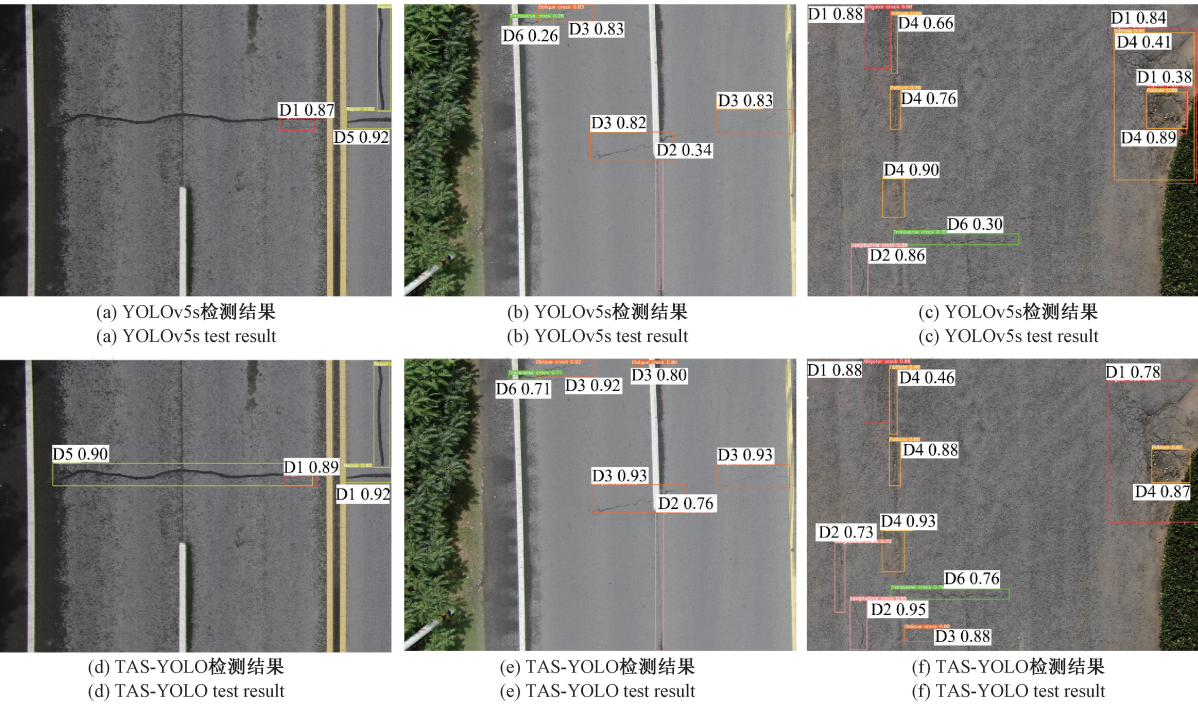 D1 0.87
D5 0.92
Oblique crack 0.83
D6 0.26
D3 0.83
D3 0.83
D3 0.82
D2 0.34
D1 0.88
D4 0.66
D1 0.84
D4 0.41
D1 0.38
D4 0.76
D4 0.89
D4 0.90
D6 0.30
D2 0.86
(a) YOLOv5s检测结果
(a) YOLOv5s test result
(b) YOLOv5s检测结果
(b) YOLOv5s test result
(c) YOLOv5s检测结果
(c) YOLOv5s test result
D5 0.90
D1 0.89
D1 0.92
Oblique crack 0.92
D6 0.71
D3 0.92
D3 0.80
D3 0.93
D3 0.93
D2 0.76
D1 0.88
D4 0.46
D1 0.78
D4 0.88
D4 0.87
D4 0.93
D2 0.73
D6 0.76
D2 0.95
D3 0.88
(d) TAS-YOLO检测结果
(d) TAS-YOLO test result
(e) TAS-YOLO检测结果
(e) TAS-YOLO test result
(f) TAS-YOLO检测结果
(f) TAS-YOLO test result